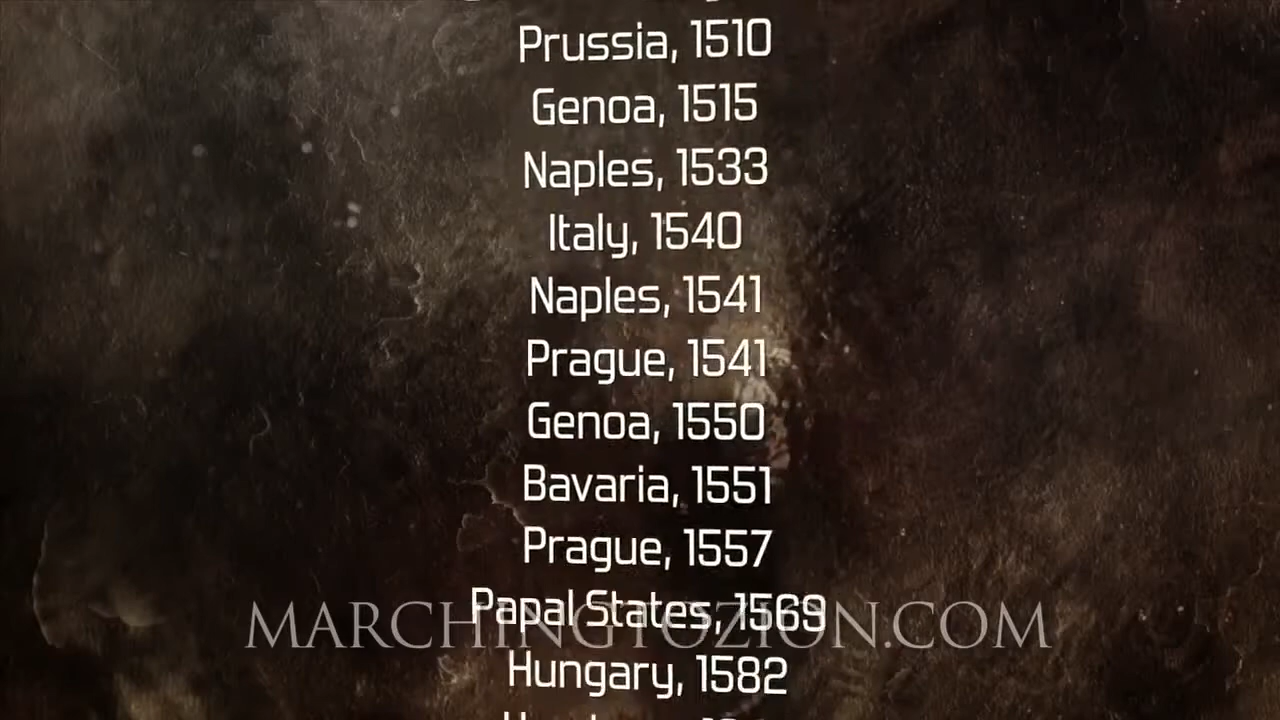 Prussia, 1510
Genoa, 1515
Naples, 1533
Italy, 1540
Naples, 1541
Prague, 1541
Genoa, 1550
Bavaria, 1551
Prague, 1557
Papal States, 1569
MARCHINGTOZION.COM
Hungary, 1582